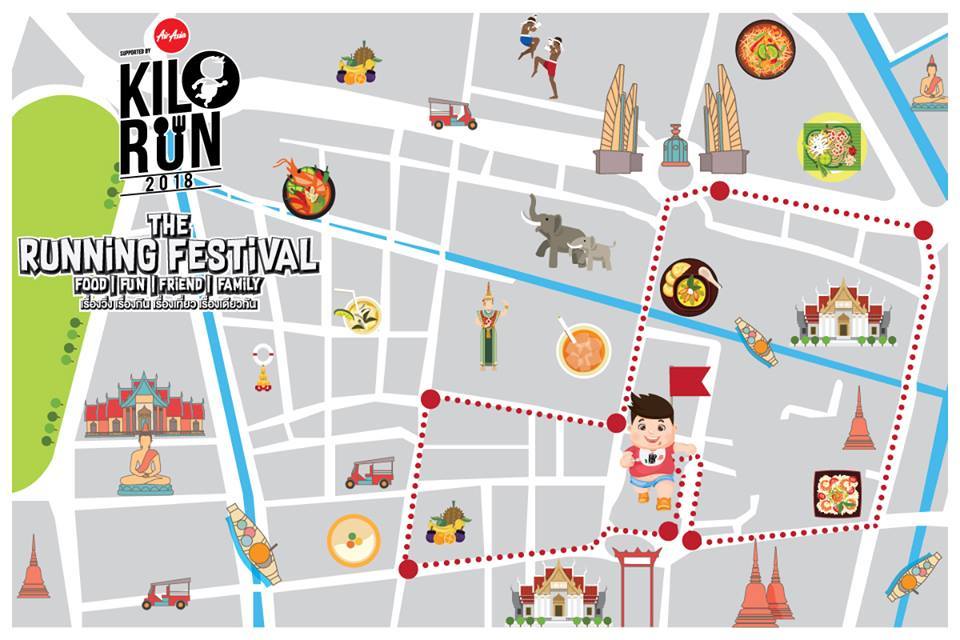 SUPPORTED BY
AirAsia
KILO
RUN
2018
THE
RUNNING FESTIVAL
FOOD | FUN | FRIEND | FAMILY
เรื่องวิ่ง เรื่องกิน เรื่องเที่ยว เรื่องเดียวกัน